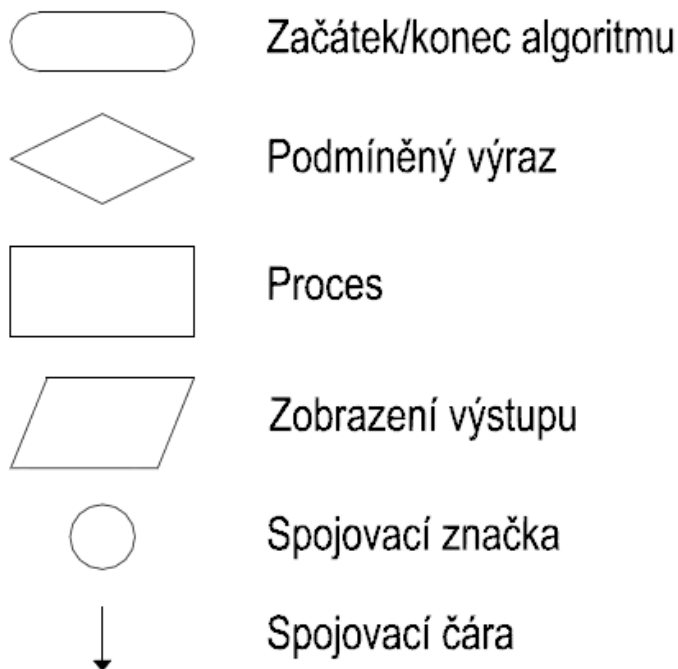 Začátek/konec algoritmu
Podmíněný výraz
Proces
Zobrazení výstupu
Spojovací značka
Spojovací čára